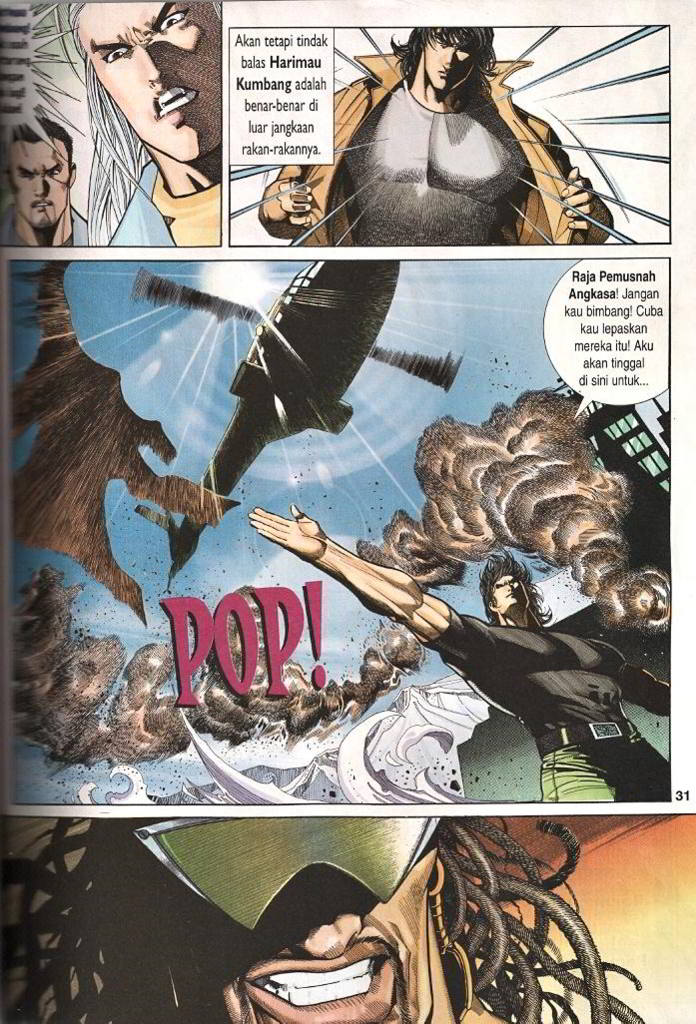 Akan tetapi tindak
balas Harimau
Kumbang adalah
benar-benar di
luar jangkaan
rakan-rakannya.
Raja Pemusnah
Angkasa! Jangan
kau bimbang! Cuba
kau lepaskan
mereka itu! Aku
akan tinggal
di sini untuk...
POP!
31